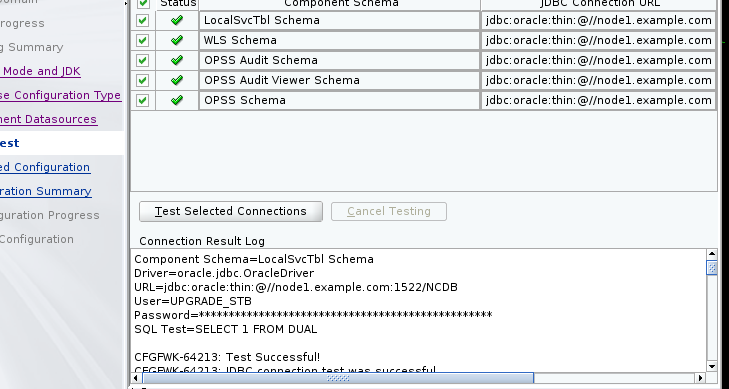 Status Component Schema JDBC Connection URL
LocalSvcTbl Schema jdbc:oracle:thin:@//node1.example.com
WLS Schema jdbc:oracle:thin:@//node1.example.com
OPSS Audit Schema jdbc:oracle:thin:@//node1.example.com
OPSS Audit Viewer Schema jdbc:oracle:thin:@//node1.example.com
OPSS Schema jdbc:oracle:thin:@//node1.example.com
omain
rogress
g Summary
Mode and JDK
se Configuration Type
nent Datasources
est
ed Configuration
ration Summary
guration Progress
Configuration
Test Selected Connections Cancel Testing
Connection Result Log
Component Schema=LocalSvcTbl Schema
Driver=oracle.jdbc.OracleDriver
URL=jdbc:oracle:thin:@//node1.example.com:1522/NCDB
User=UPGRADE_STB
Password=**************************************************
SQL Test=SELECT 1 FROM DUAL
CFGFWK-64213: Test Successful!
CFGFWK-64213: JDBC connection test was successful